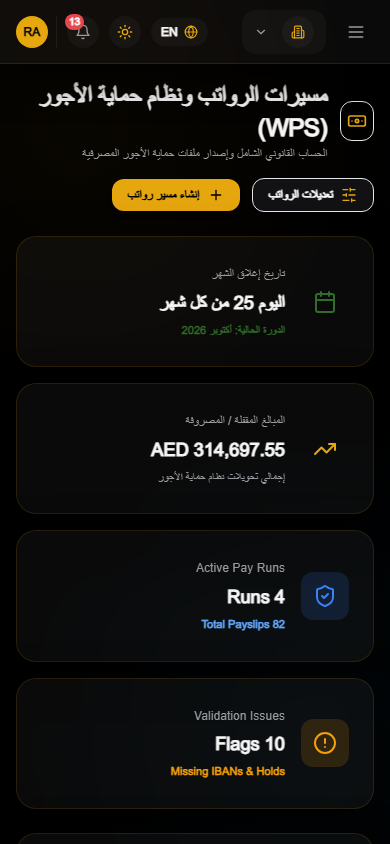 RA
13
EN
مسيرات الرواتب ونظام حماية الأجور
(WPS)
الحساب القانوني الشامل وإصدار ملفات حماية الأجور المصرفية
تعديلات الرواتب
إنشاء مسير رواتب
تاريخ إغلاق الشهر
اليوم 25 من كل شهر
الدورة الحالية: أكتوبر 2026
المبالغ المقفلة / المصروفة
AED 314,697.55
إجمالي تحويلات نظام حماية الأجور
Active Pay Runs
Runs 4
Total Payslips 82
Validation Issues
Flags 10
Missing IBANs & Holds